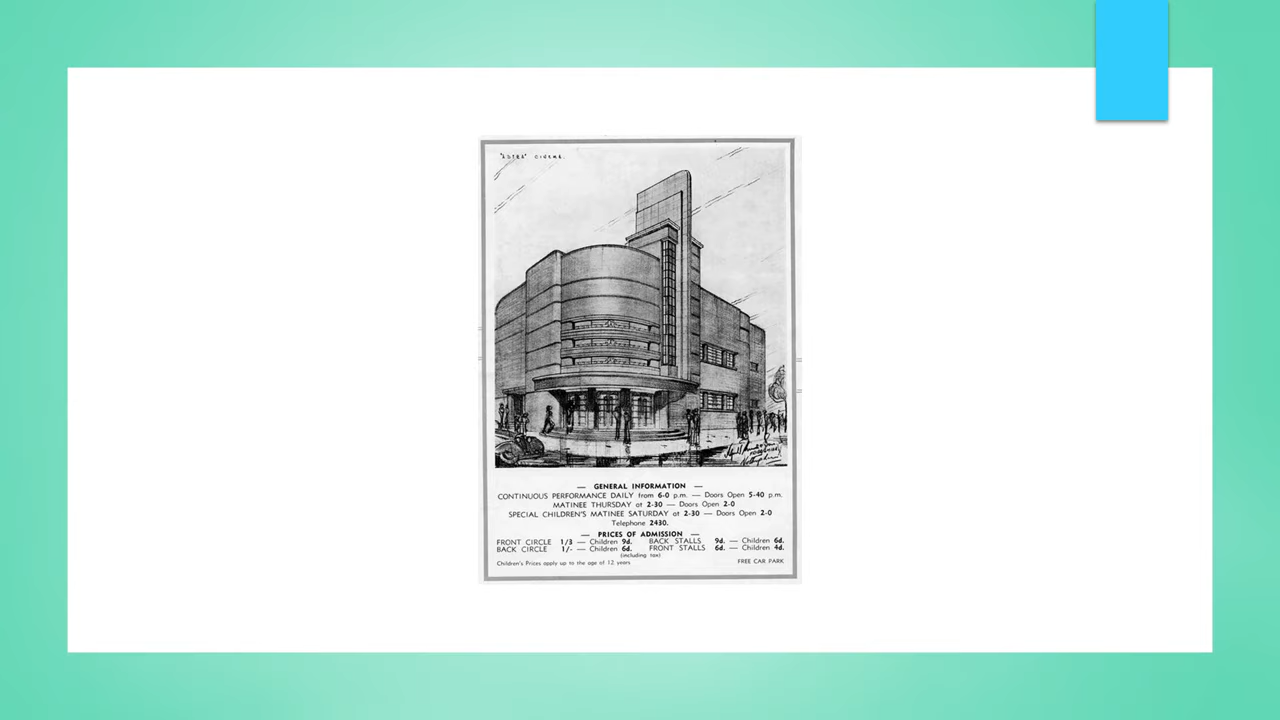 "ASTRA" CINEMA.
— GENERAL INFORMATION —
CONTINUOUS PERFORMANCE DAILY from 6-0 p.m. — Doors Open 5-40 p.m.
MATINEE THURSDAY at 2-30 — Doors Open 2-0
SPECIAL CHILDREN'S MATINEE SATURDAY at 2-30 — Doors Open 2-0
Telephone 2430.
— PRICES OF ADMISSION —
FRONT CIRCLE 1/3 — Children 9d. BACK STALLS 9d. — Children 6d.
BACK CIRCLE 1/- — Children 6d. FRONT STALLS 6d. — Children 4d.
(including tax)
Children's Prices apply up to the age of 12 years FREE CAR PARK